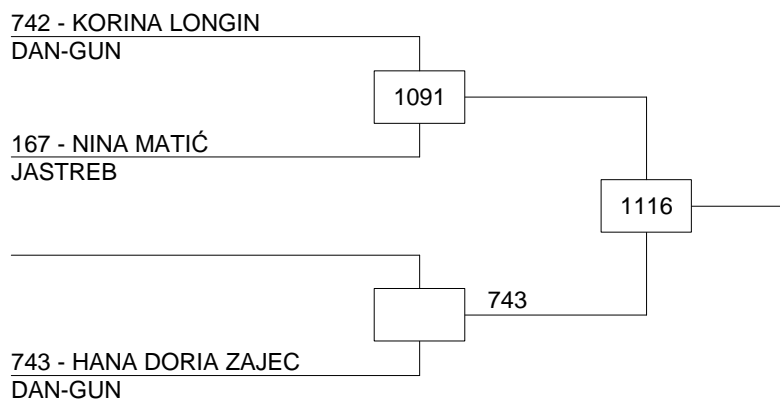 742 - KORINA LONGIN
DAN-GUN
1091
167 - NINA MATIĆ
JASTREB
1116
743
743 - HANA DORIA ZAJEC
DAN-GUN